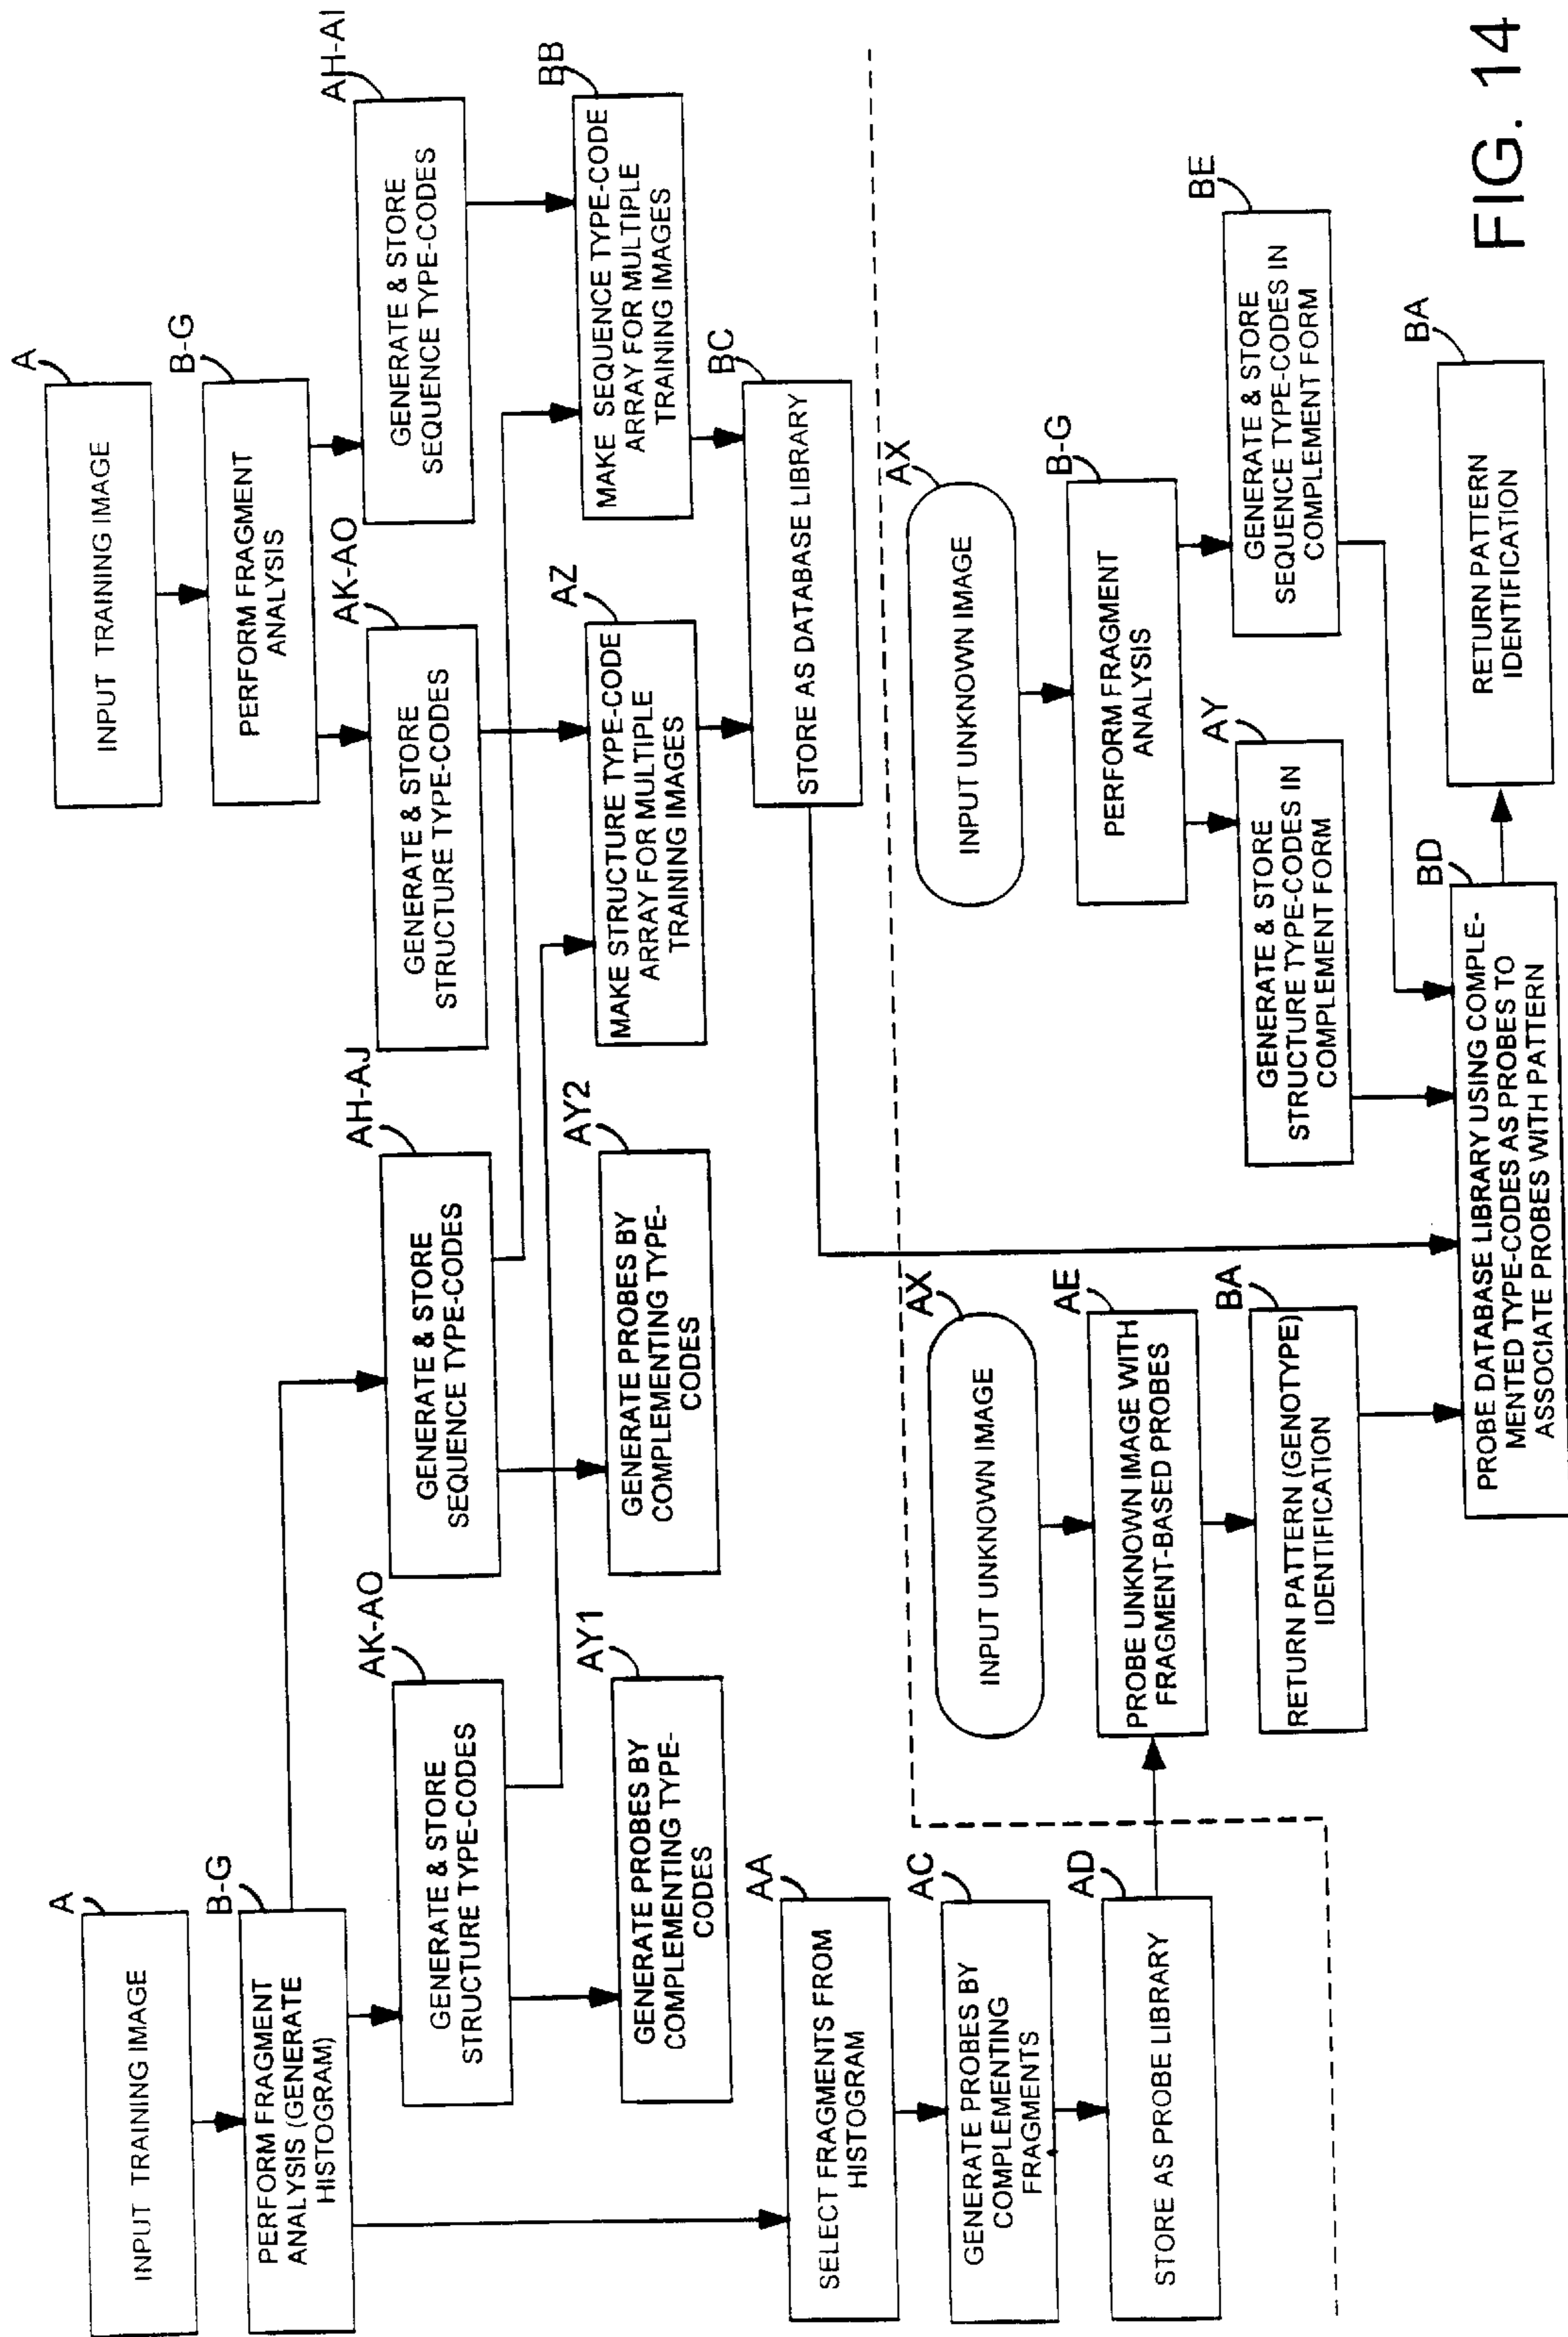 A
INPUT TRAINING IMAGE
B-G
PERFORM FRAGMENT
ANALYSIS (GENERATE
HISTOGRAM)
AK-AO
GENERATE & STORE
STRUCTURE TYPE-CODES
AY1
GENERATE PROBES BY
COMPLEMENTING TYPE-
CODES
AH-AJ
GENERATE & STORE
SEQUENCE TYPE-CODES
AY2
GENERATE PROBES BY
COMPLEMENTING TYPE-
CODES
AA
SELECT FRAGMENTS FROM
HISTOGRAM
AC
GENERATE PROBES BY
COMPLEMENTING
FRAGMENTS
AD
STORE AS PROBE LIBRARY
A
INPUT TRAINING IMAGE
B-G
PERFORM FRAGMENT
ANALYSIS
AK-AO
GENERATE & STORE
STRUCTURE TYPE-CODES
AH-AI
GENERATE & STORE
SEQUENCE TYPE-CODES
AZ
MAKE STRUCTURE TYPE-CODE
ARRAY FOR MULTIPLE
TRAINING IMAGES
BB
MAKE SEQUENCE TYPE-CODE
ARRAY FOR MULTIPLE
TRAINING IMAGES
BC
STORE AS DATABASE LIBRARY
AX
INPUT UNKNOWN IMAGE
AE
PROBE UNKNOWN IMAGE WITH
FRAGMENT-BASED PROBES
BA
RETURN PATTERN (GENOTYPE)
IDENTIFICATION
AX
INPUT UNKNOWN IMAGE
B-G
PERFORM FRAGMENT
ANALYSIS
AY
GENERATE & STORE
STRUCTURE TYPE-CODES IN
COMPLEMENT FORM
BE
GENERATE & STORE
SEQUENCE TYPE-CODES IN
COMPLEMENT FORM
BD
PROBE DATABASE LIBRARY USING COMPLE-
MENTED TYPE-CODES AS PROBES TO
ASSOCIATE PROBES WITH PATTERN
BA
RETURN PATTERN
IDENTIFICATION
FIG. 14